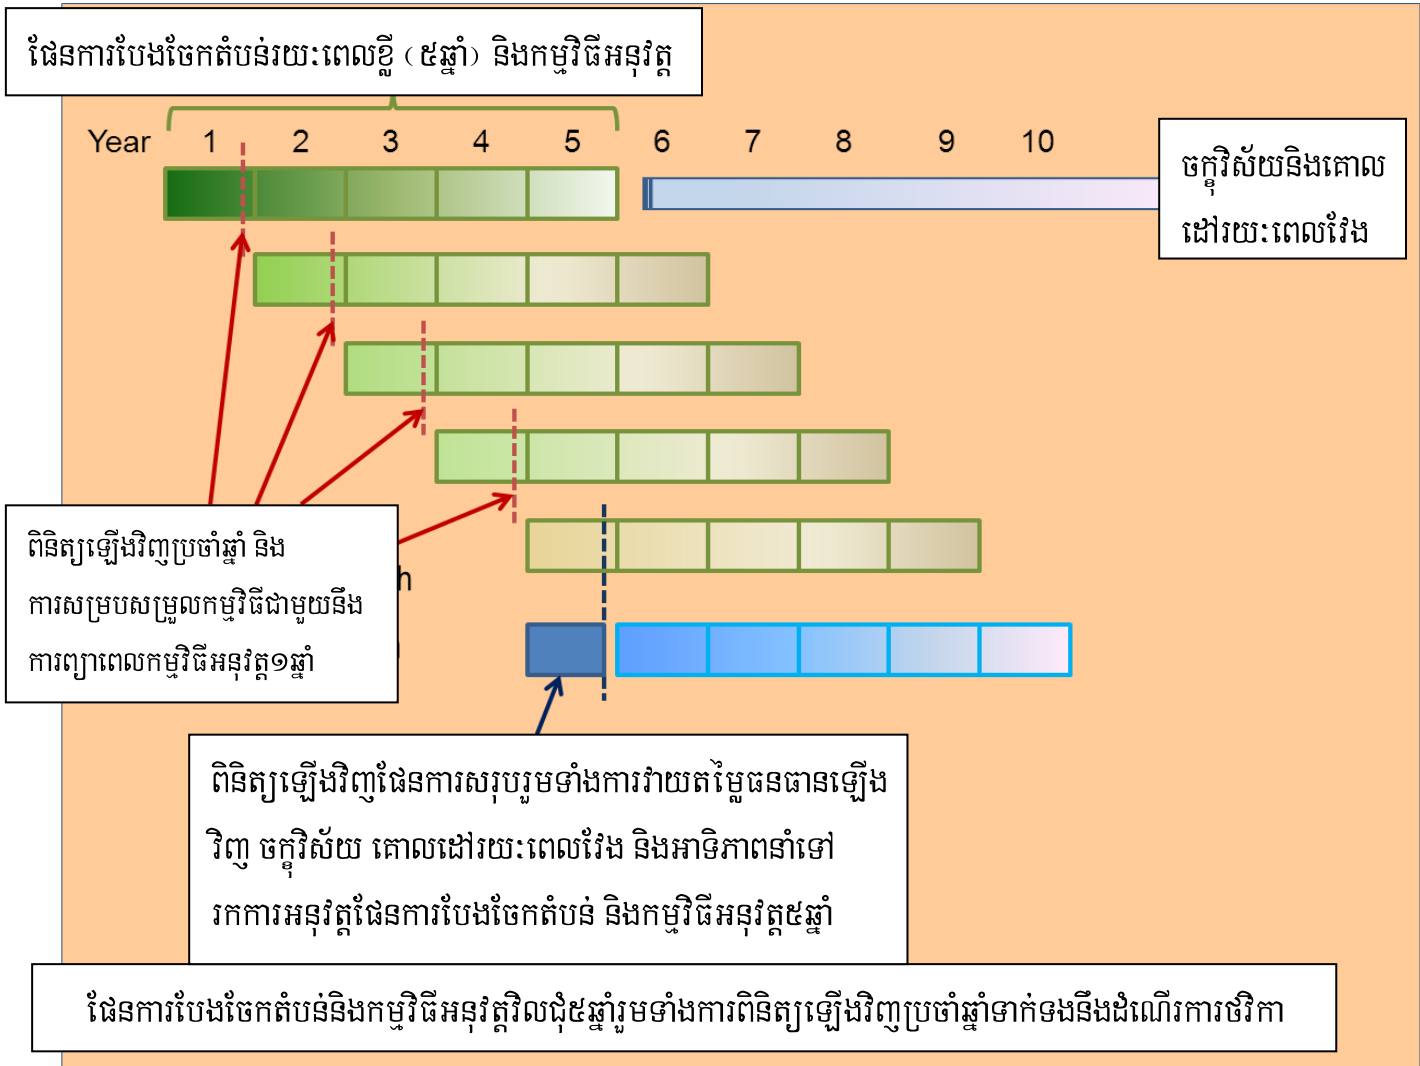 ផែនការបែងចែកតំបន់រយៈពេលខ្លី (៥ឆ្នាំ) និងកម្មវិធីអនុវត្ត
Year 1 2 3 4 5 6 7 8 9 10
ចក្ខុវិស័យនិងគោល
ដៅរយៈពេលវែង
ពិនិត្យឡើងវិញប្រចាំឆ្នាំ និង
ការសម្របសម្រួលកម្មវិធីជាមួយនឹង
ការព្យាពេលកម្មវិធីអនុវត្ត១ឆ្នាំ
h
ពិនិត្យឡើងវិញផែនការសរុបរួមទាំងការវាយតម្លៃធនធានឡើង
វិញ ចក្ខុវិស័យ គោលដៅរយៈពេលវែង និងអាទិភាពនាំទៅ
រកការអនុវត្តផែនការបែងចែកតំបន់ និងកម្មវិធីអនុវត្ត៥ឆ្នាំ
ផែនការបែងចែកតំបន់និងកម្មវិធីអនុវត្តវិលជុំ៥ឆ្នាំរួមទាំងការពិនិត្យឡើងវិញប្រចាំឆ្នាំទាក់ទងនឹងដំណើរការថវិកា